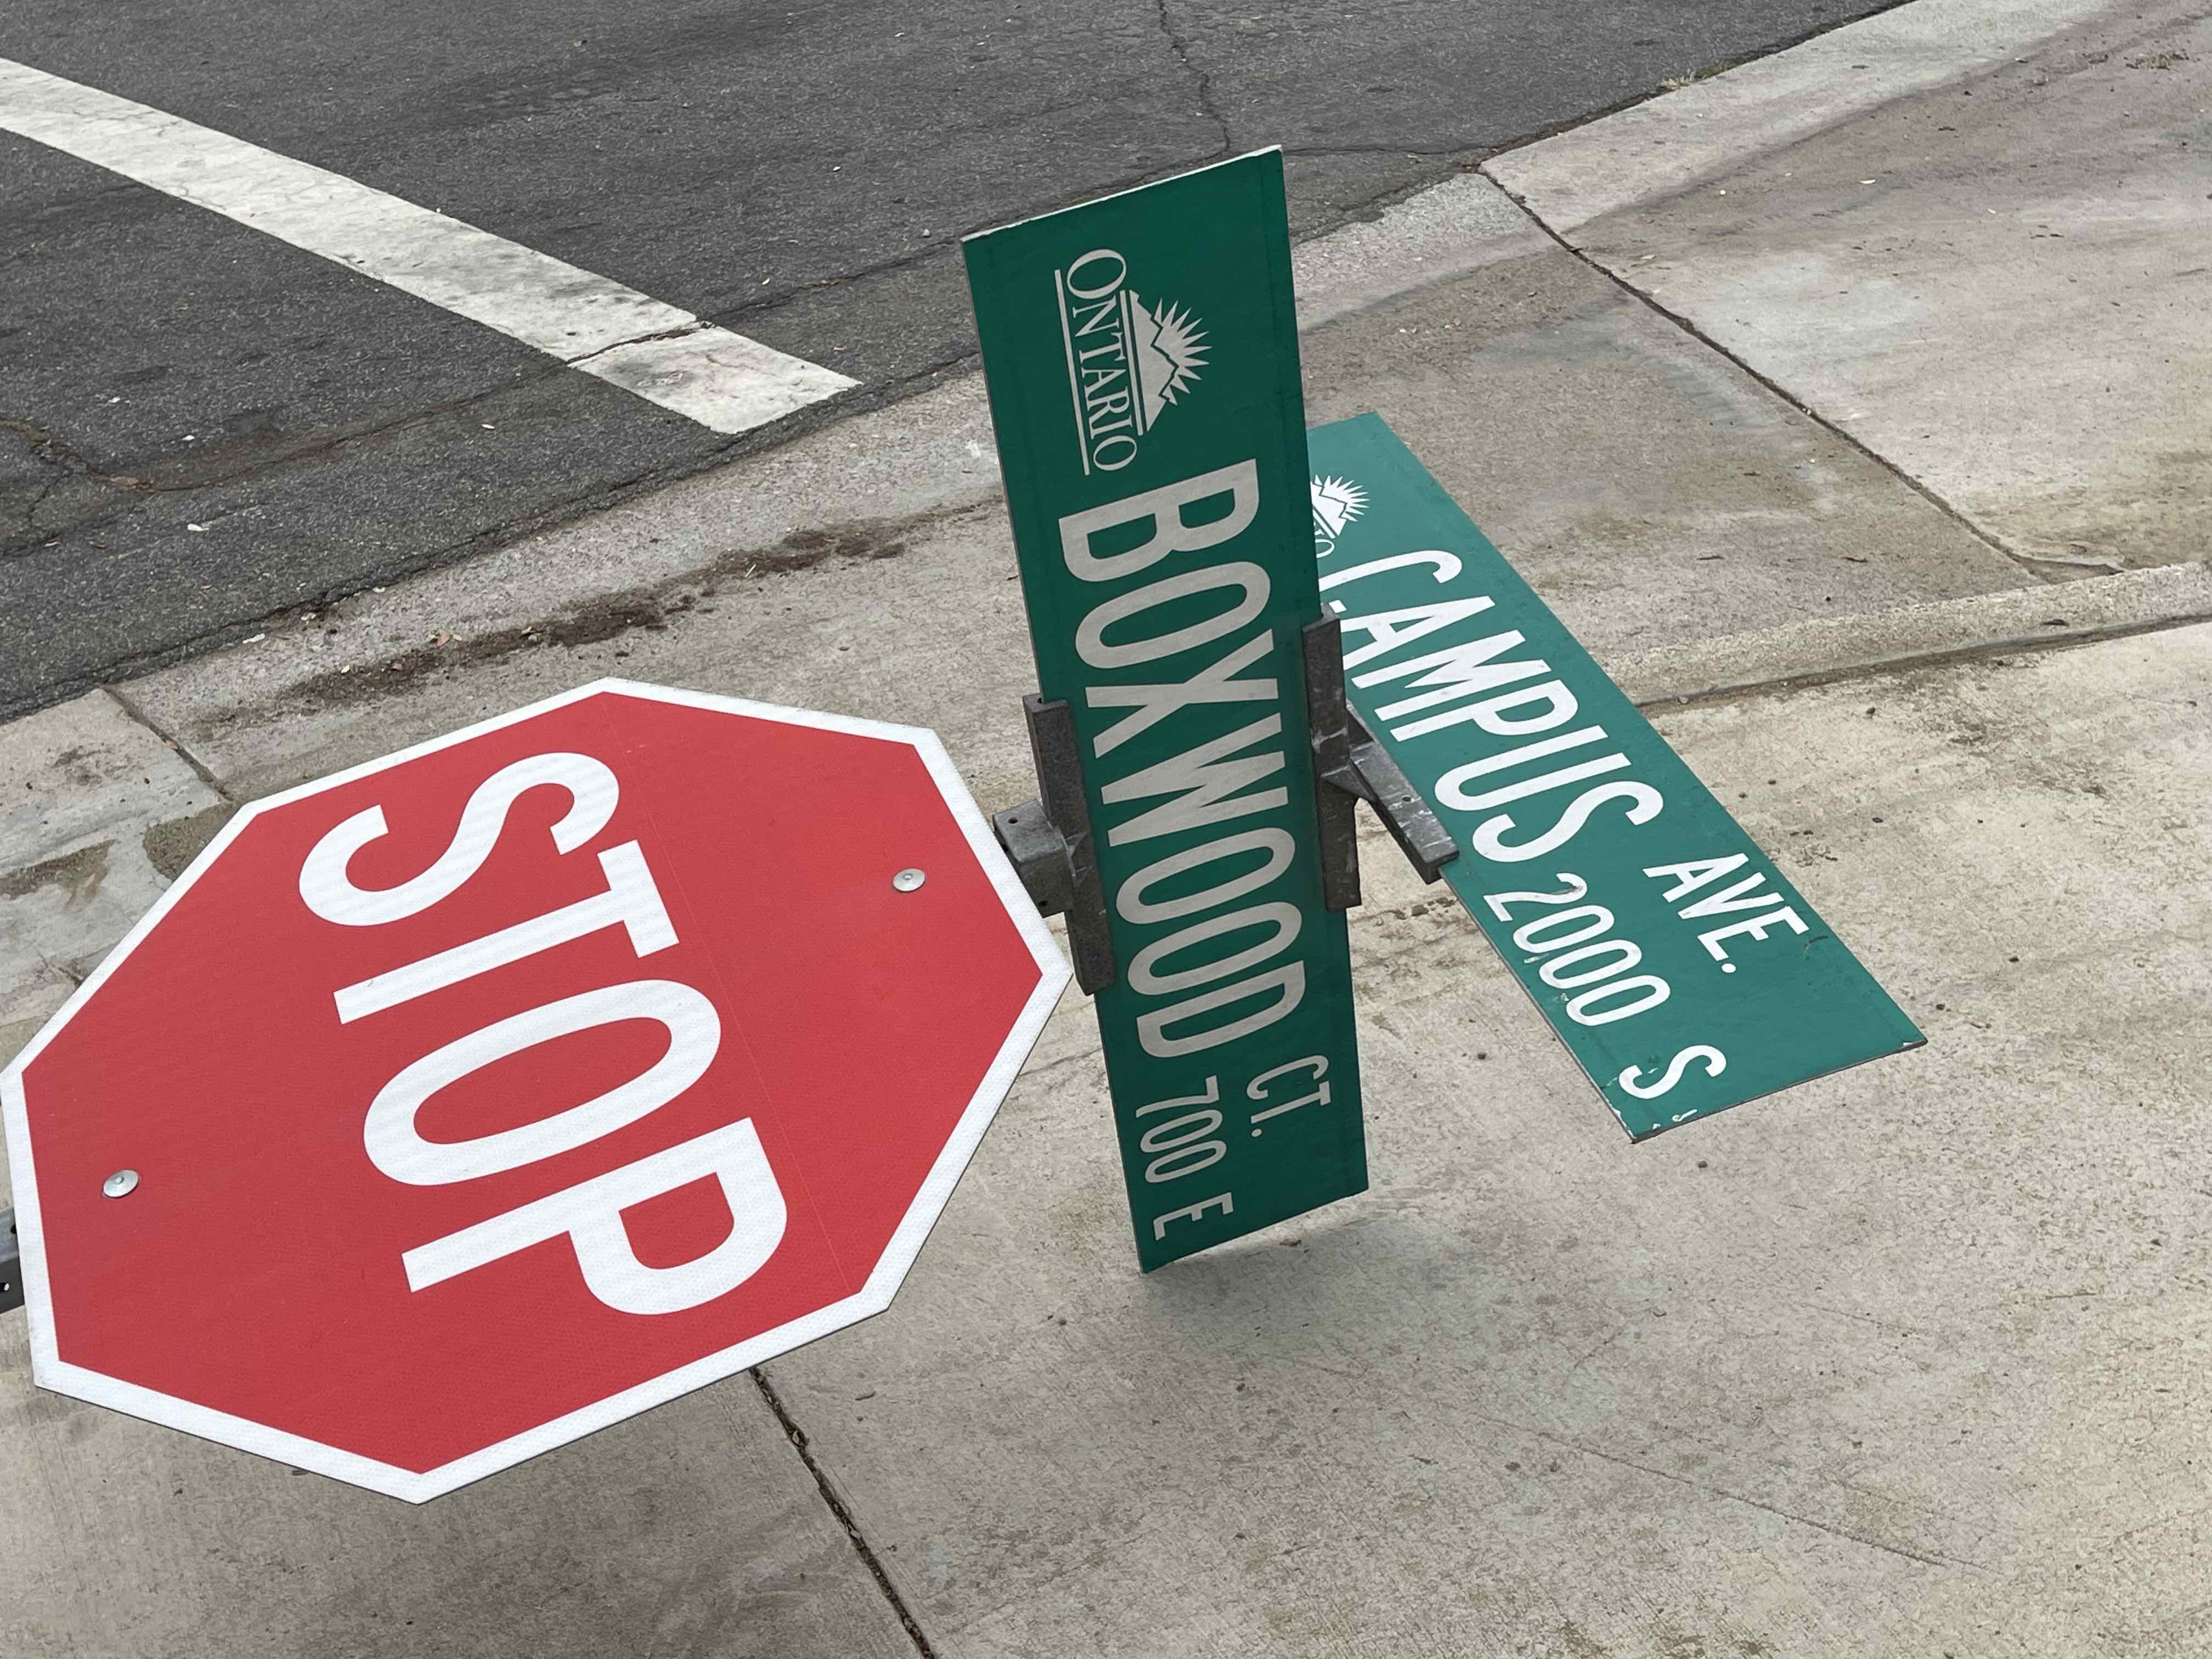 STOP
ONTARIO
BOXWOOD CT.
700 E
CAMPUS AVE.
2000 S